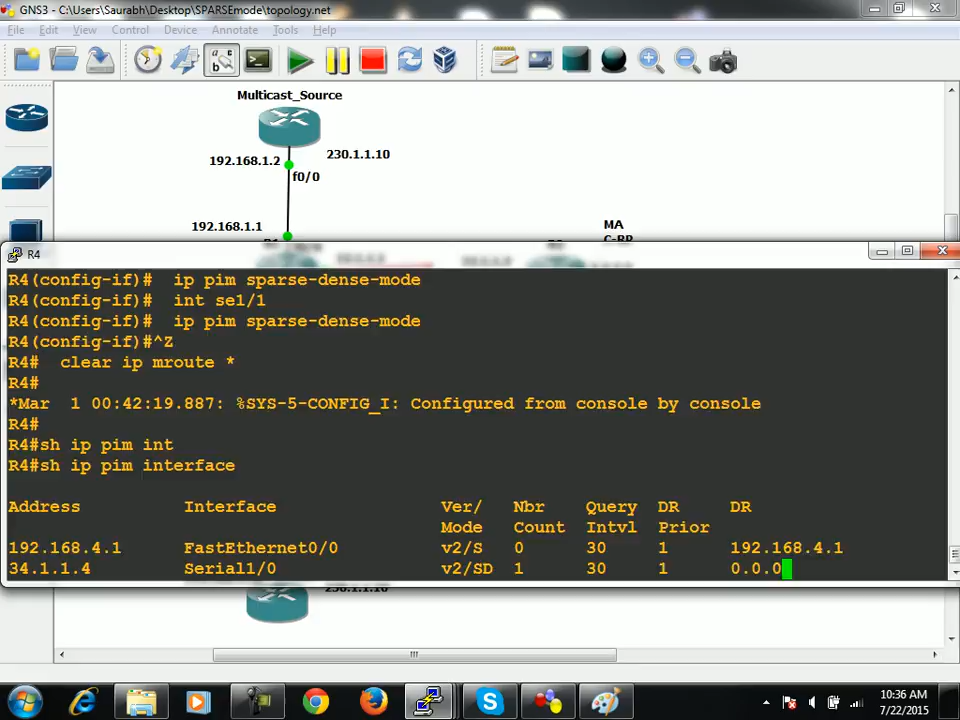 GNS3 - C:\Users\Saurabh\Desktop\SPARSEmode\topology.net
File Edit View Control Device Annotate Tools Help
Multicast_Source
192.168.1.2
230.1.1.10
f0/0
192.168.1.1
MA
C-RP
R4
R4(config-if)#  ip pim sparse-dense-mode
R4(config-if)#  int se1/1
R4(config-if)#  ip pim sparse-dense-mode
R4(config-if)#^Z
R4#  clear ip mroute *
R4#
*Mar  1 00:42:19.887: %SYS-5-CONFIG_I: Configured from console by console
R4#
R4#sh ip pim int
R4#sh ip pim interface
Address Interface Ver/ Nbr Query DR DR
Mode Count Intvl Prior
192.168.4.1 FastEthernet0/0 v2/S 0 30 1 192.168.4.1
34.1.1.4 Serial1/0 v2/SD 1 30 1 0.0.0
230.1.1.10
10:36 AM
7/22/2015